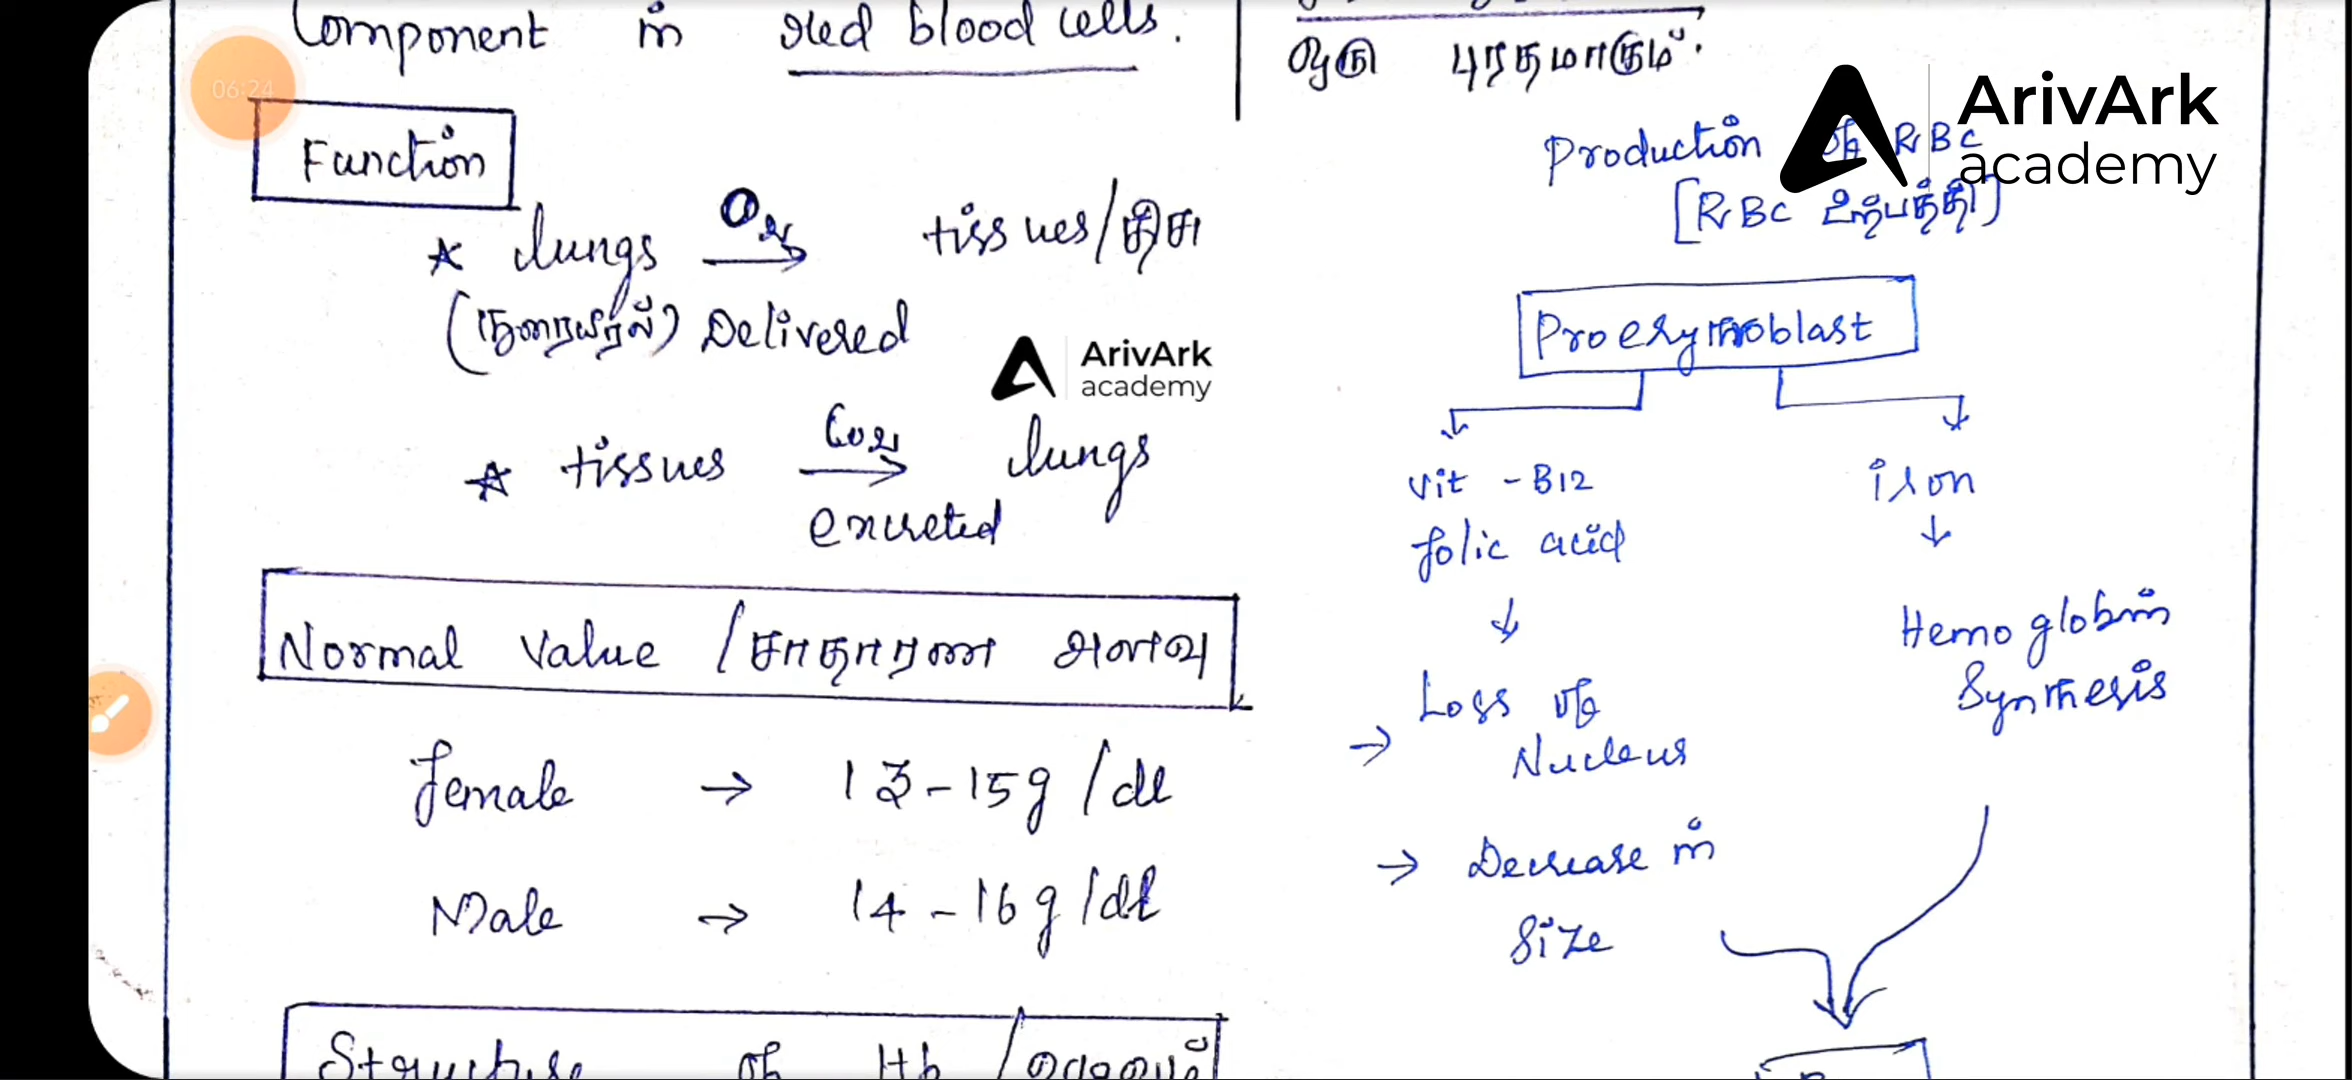 Component in red blood cells.
ஒரு புரதமாகும்.
06:24
Function
* lungs O2 → tissues/திசு
(நுரையீரல்) Delivered
* tissues CO2 → lungs
excreted
Normal Value / சாதாரண அளவு
female → 13-15g/dl
Male → 14-16g/dl
Structure of Hb /
ArivArk
academy
ArivArk
academy
Production of RBC
[RBC உற்பத்தி]
Proerythroblast
Vit-B12
folic acid
↓
→ Loss of
Nucleus
→ Decrease in
Size
iron
↓
Hemoglobin
Synthesis